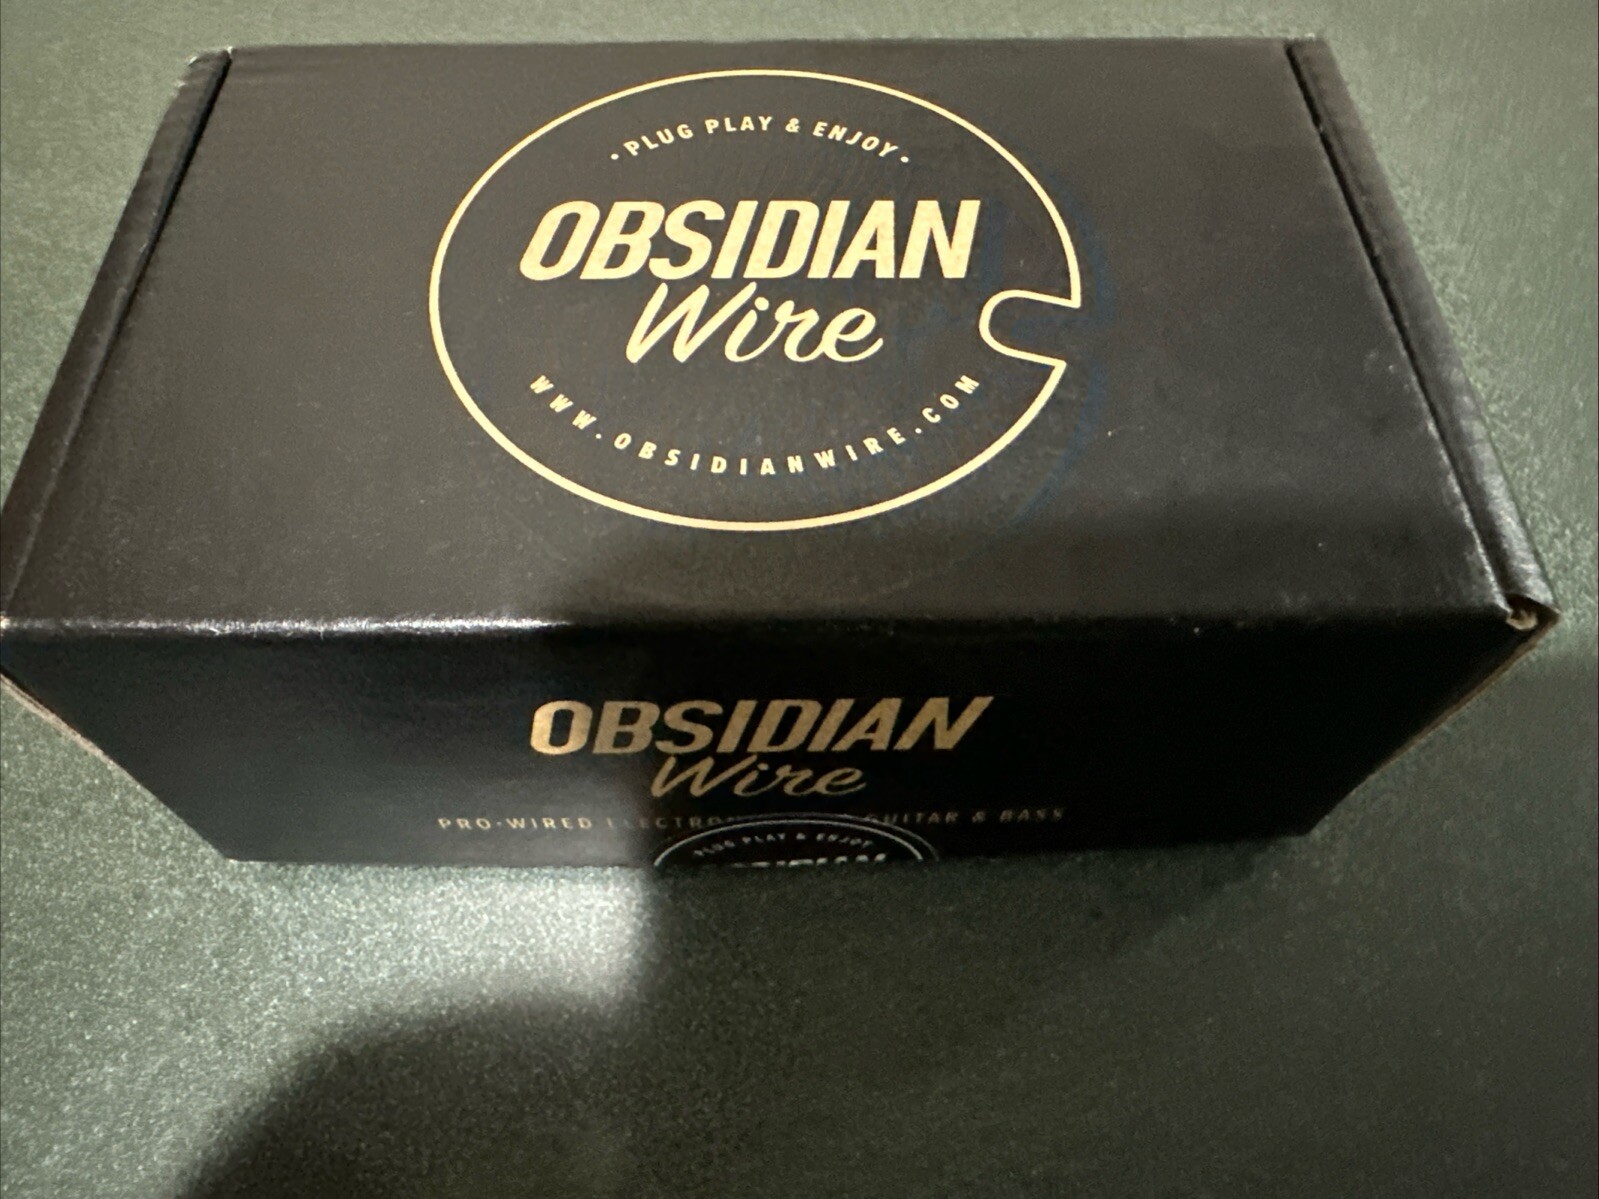 · PLUG PLAY & ENJOY ·
OBSIDIAN
Wire
WWW.OBSIDIANWIRE.COM
OBSIDIAN
Wire
PRO-WIRED GUITAR & BASS
PLUG PLAY & ENJOY